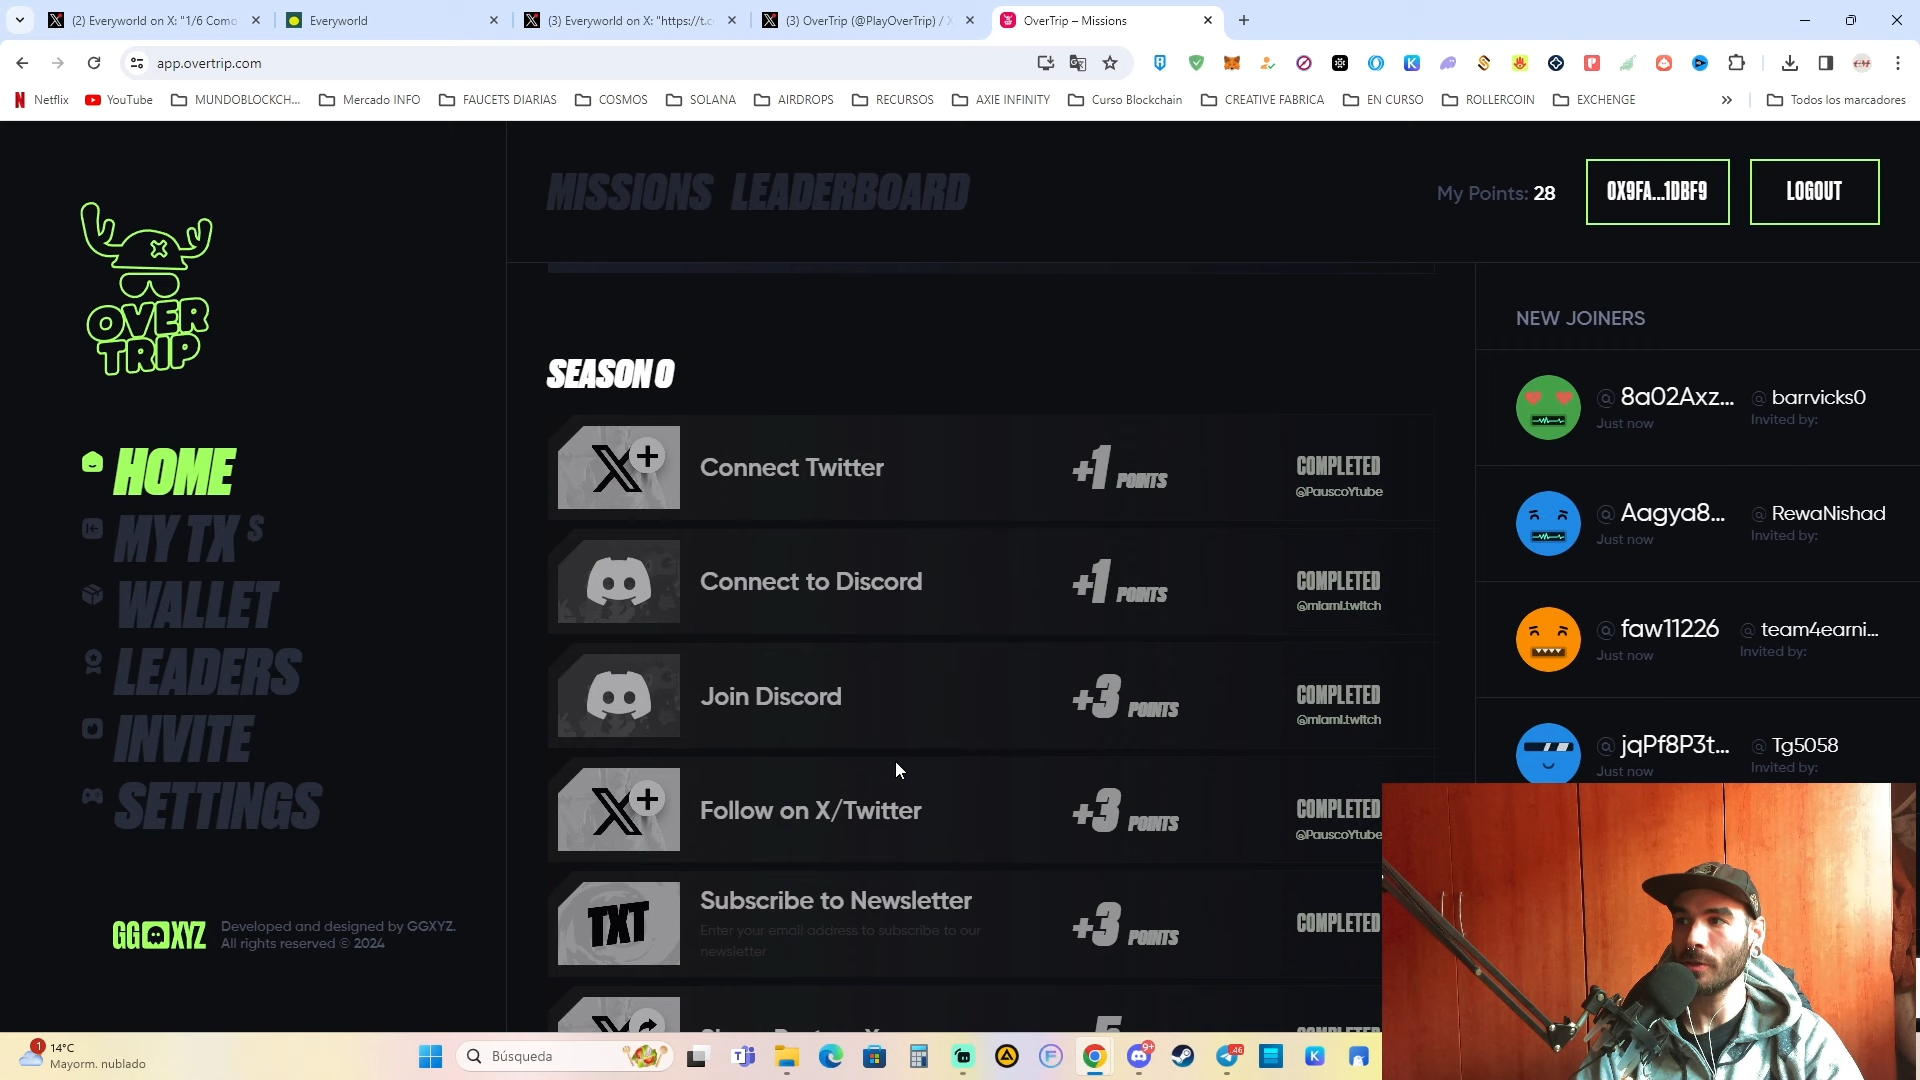 (2) Everyworld on X: "1/6 Como
Everyworld
(3) Everyworld on X: "https://t.c
(3) OverTrip (@PlayOverTrip) / X
OverTrip – Missions
app.overtrip.com
Netflix
YouTube
MUNDOBLOCKCH...
Mercado INFO
FAUCETS DIARIAS
COSMOS
SOLANA
AIRDROPS
RECURSOS
AXIE INFINITY
Curso Blockchain
CREATIVE FABRICA
EN CURSO
ROLLERCOIN
EXCHENGE
Todos los marcadores
OVER
TRIP
MISSIONS LEADERBOARD
My Points: 28
0X9FA...1DBF9
LOGOUT
HOME
MY TX $
WALLET
LEADERS
INVITE
SETTINGS
GGXYZ
Developed and designed by GGXYZ.
All rights reserved © 2024
SEASON 0
Connect Twitter
+1 POINTS
COMPLETED
@PauscoYtube
Connect to Discord
+1 POINTS
COMPLETED
@miami.twitch
Join Discord
+3 POINTS
COMPLETED
@miami.twitch
Follow on X/Twitter
+3 POINTS
COMPLETED
@PauscoYtube
TXT
Subscribe to Newsletter
Enter your email address to subscribe to our
newsletter
+3 POINTS
COMPLETED
NEW JOINERS
@ 8a02Axz...
Just now
@ barrvicks0
Invited by:
@ Aagya8...
Just now
@ RewaNishad
Invited by:
@ faw11226
Just now
@ team4earni...
Invited by:
@ jqPf8P3t...
Just now
@ Tg5058
Invited by:
1
14°C
Mayorm. nublado
Búsqueda
9+
46